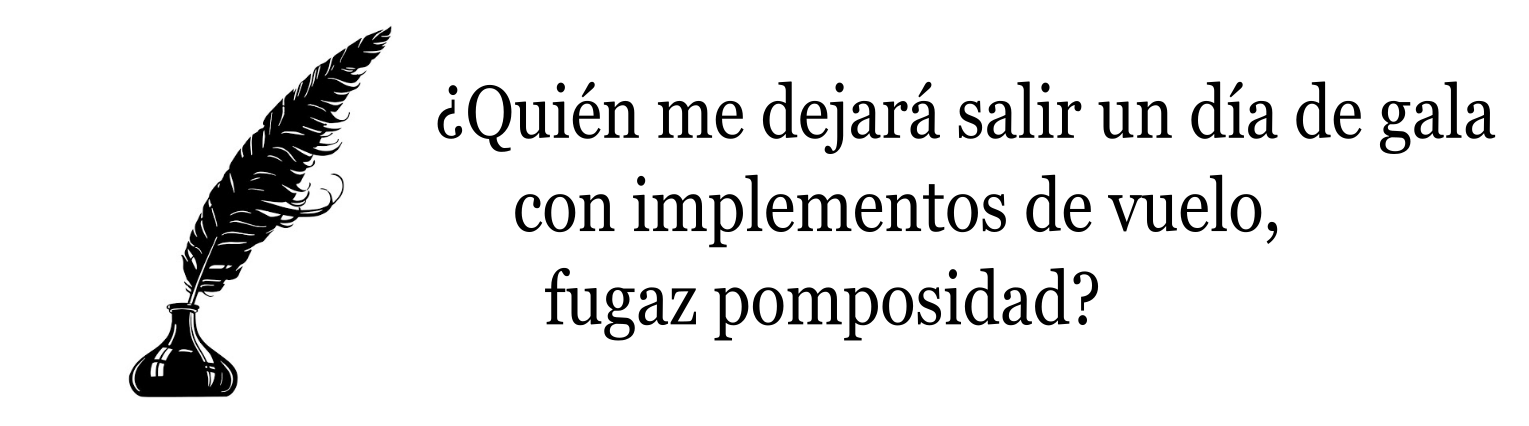 ¿Quién me dejará salir un día de gala
con implementos de vuelo,
fugaz pomposidad?